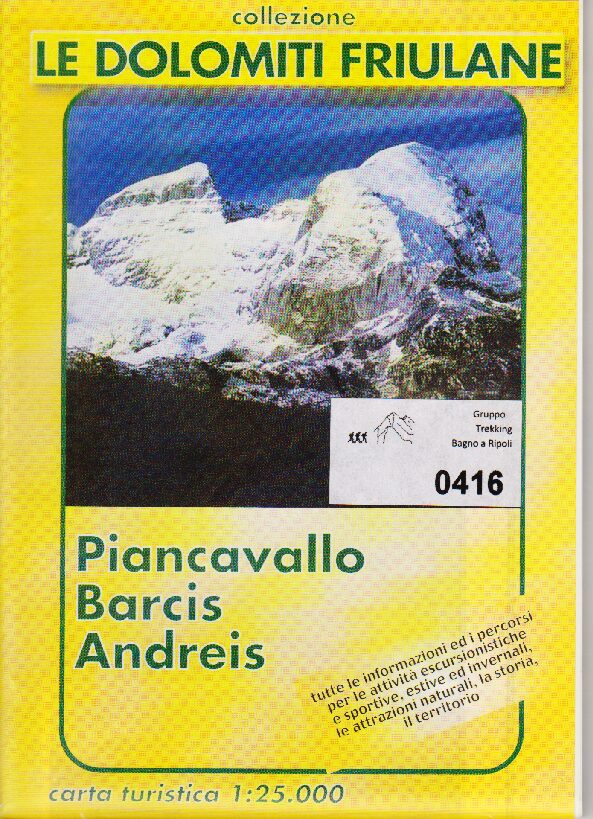 collezione
LE DOLOMITI FRIULANE
Gruppo
Trekking
Bagno a Ripoli
0416
Piancavallo
Barcis
Andreis
tutte le informazioni ed i percorsi
per le attività escursionistiche
e sportive, estive ed invernali,
le attrazioni naturali, la storia,
il territorio
carta turistica 1:25.000